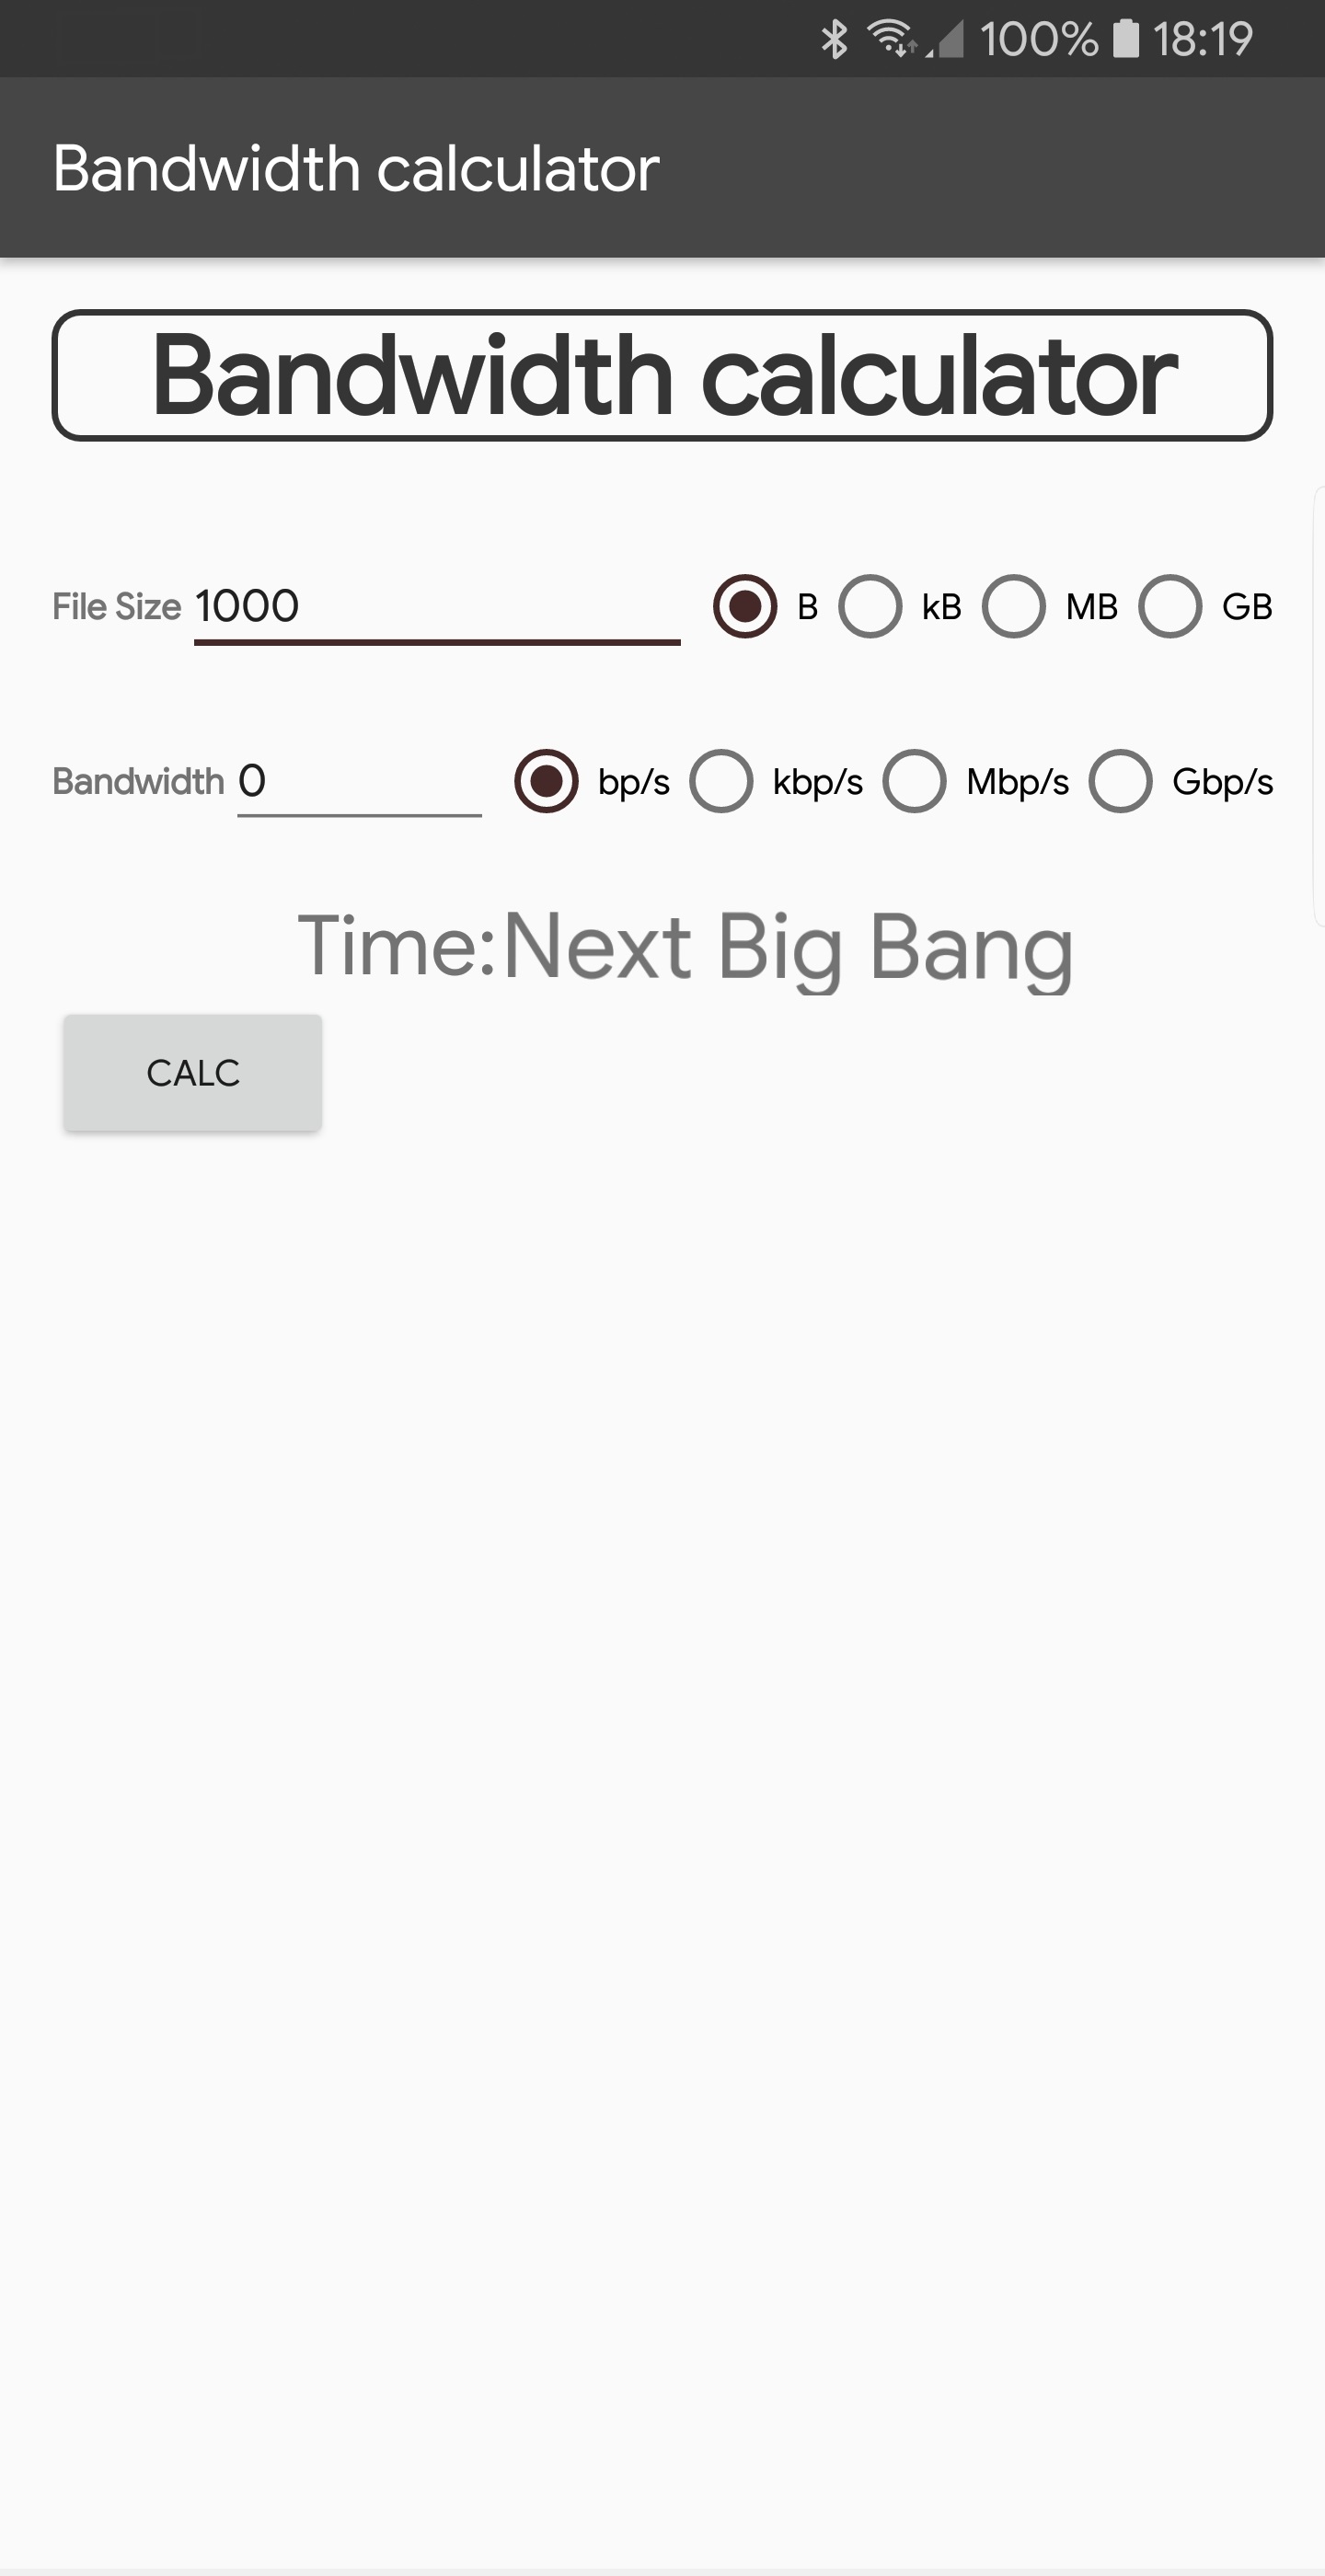 100% 18:19
Bandwidth calculator
Bandwidth calculator
File Size 1000 B kB MB GB
Bandwidth 0 bp/s kbp/s Mbp/s Gbp/s
Time:Next Big Bang
CALC